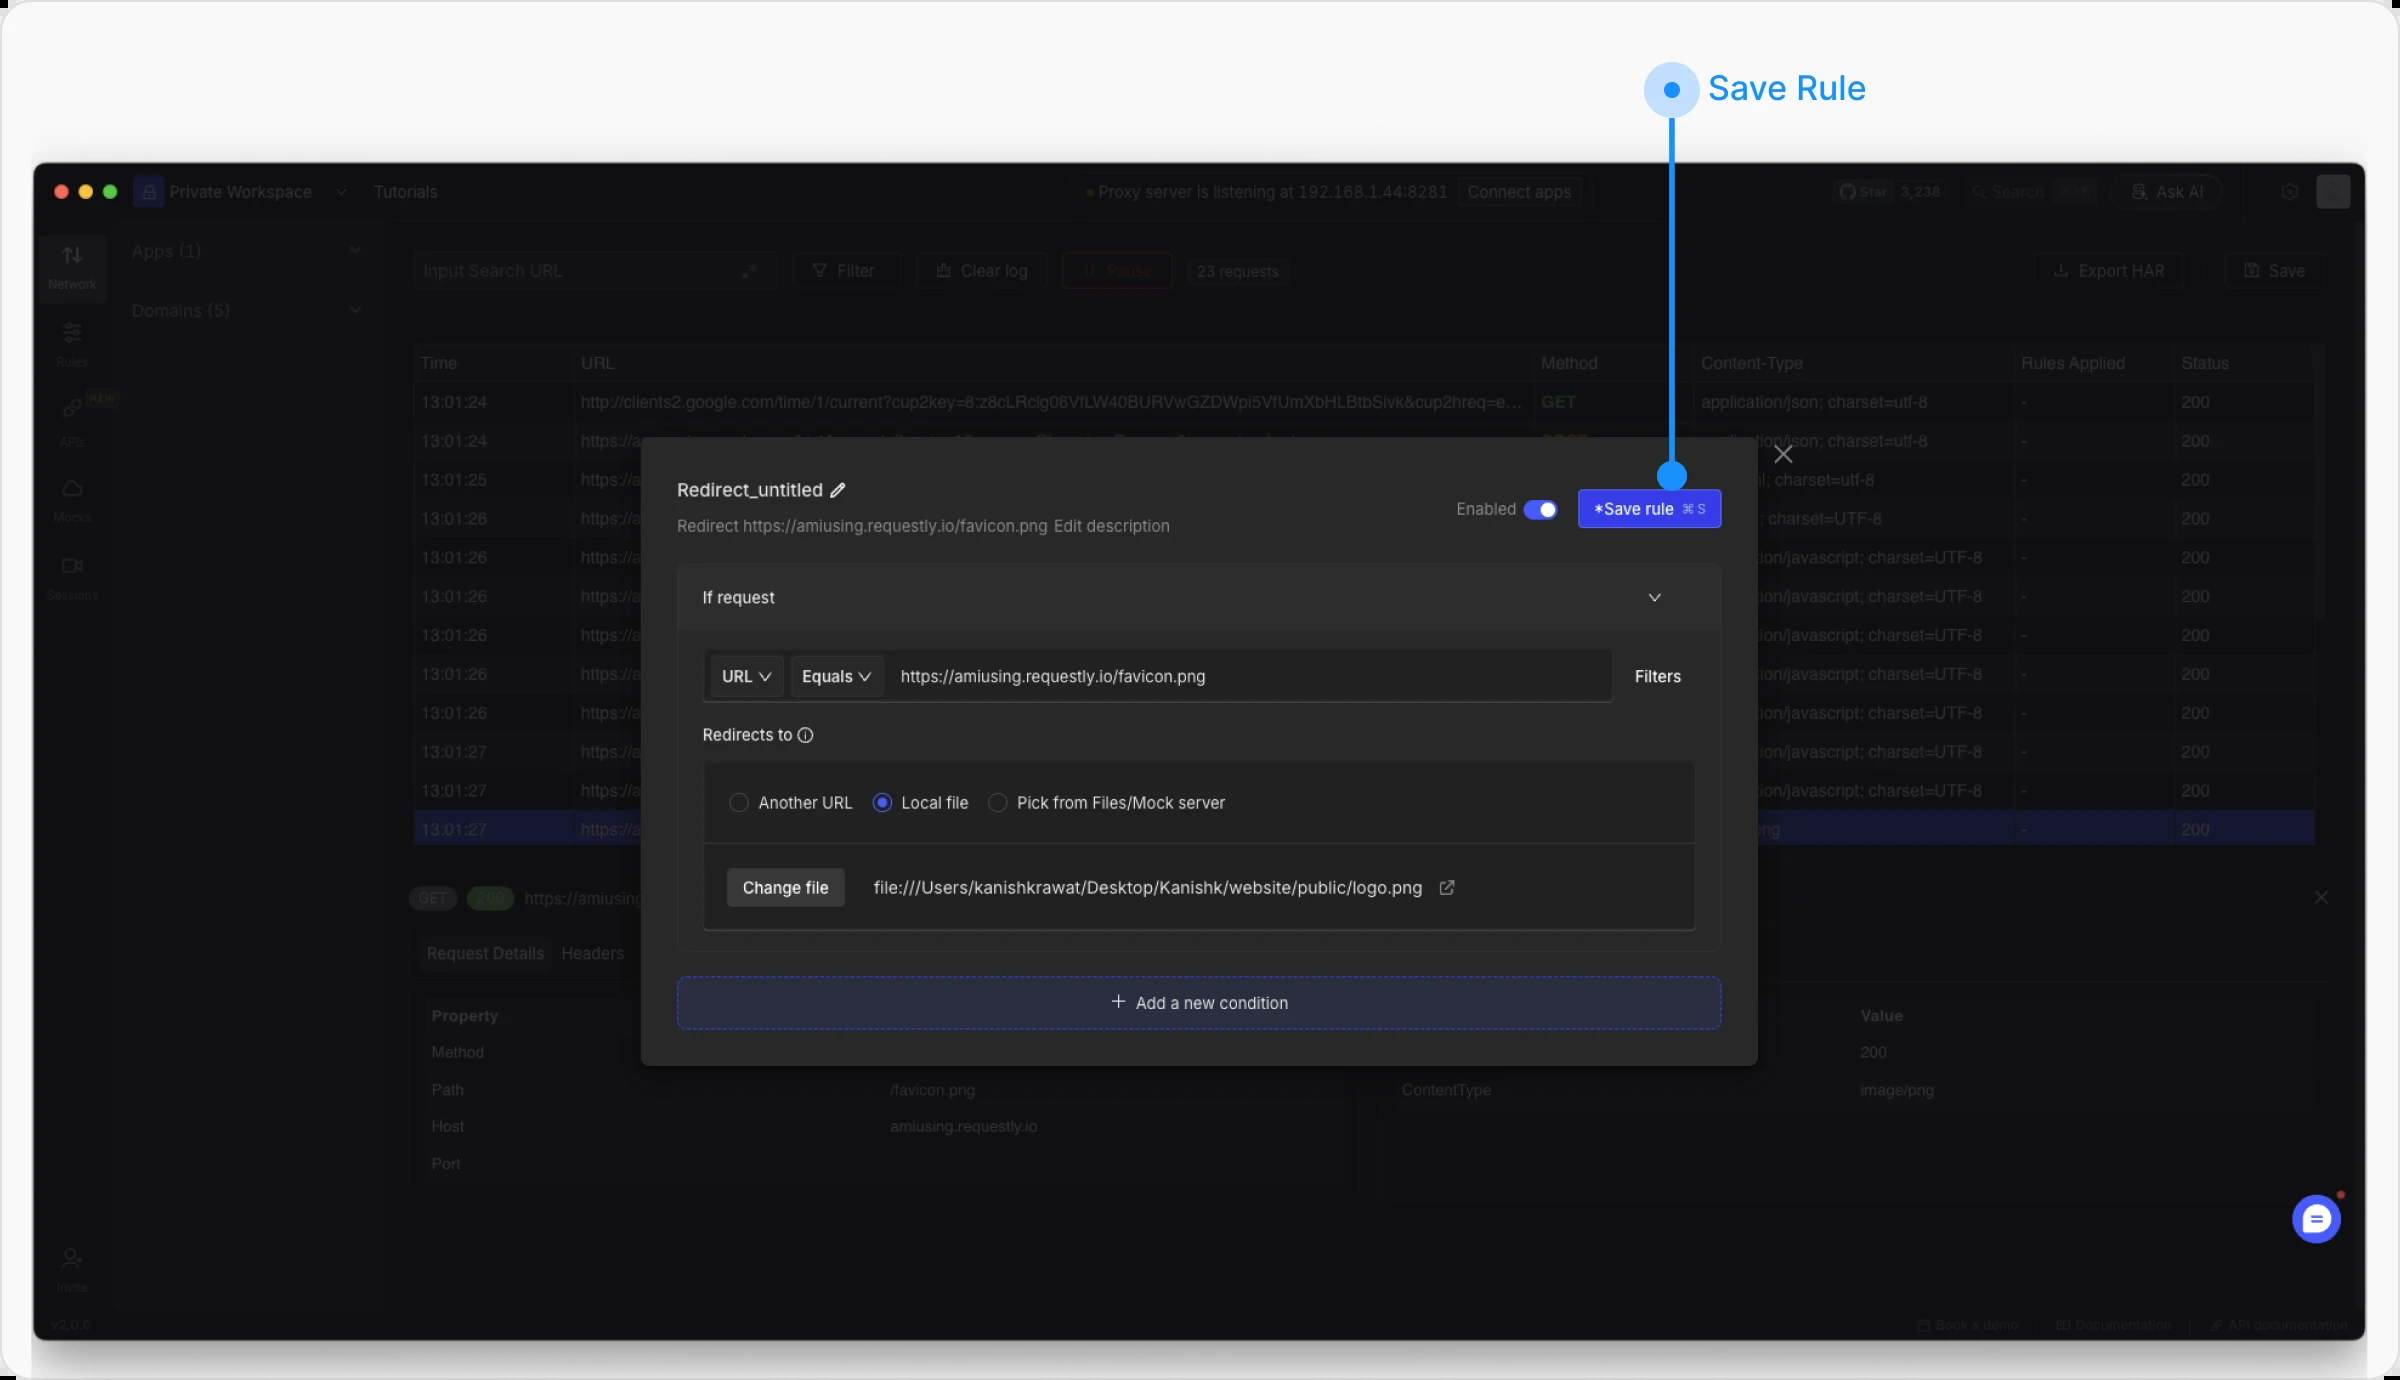 Save Rule
Private Workspace
Tutorials
Proxy server is listening at 192.168.1.44:8281
Connect apps
Star 3,238
Search
Ask AI
Network
Rules
NEW
APIs
Mocks
Sessions
Invite
v2.0.0
Apps (1)
Domains (5)
Input Search URL
.*
Filter
Clear log
Pause
23 requests
Export HAR
Save
Time URL Method Content-Type Rules Applied Status
13:01:24 http://clients2.google.com/time/1/current?cup2key=8:z8cLRclg06VfLW40BURVwGZDWpi5VfUmXbHLBtbSivk&cup2hreq=e... GET application/json; charset=utf-8 - 200
13:01:24 https://a ion/json; charset=utf-8 - 200
13:01:25 https://a l; charset=utf-8 - 200
13:01:26 https://a ; charset=UTF-8 - 200
13:01:26 https://a ion/javascript; charset=UTF-8 - 200
13:01:26 https://a ion/javascript; charset=UTF-8 - 200
13:01:26 https://a ion/javascript; charset=UTF-8 - 200
13:01:26 https://a ion/javascript; charset=UTF-8 - 200
13:01:26 https://a ion/javascript; charset=UTF-8 - 200
13:01:27 https://a ion/javascript; charset=UTF-8 - 200
13:01:27 https://a ion/javascript; charset=UTF-8 - 200
13:01:27 https://a ng - 200
Redirect_untitled
Redirect https://amiusing.requestly.io/favicon.png Edit description
Enabled
*Save rule ⌘ S
If request
URL Equals https://amiusing.requestly.io/favicon.png Filters
Redirects to
Another URL Local file Pick from Files/Mock server
Change file file:///Users/kanishkrawat/Desktop/Kanishk/website/public/logo.png
+ Add a new condition
GET 200 https://amiusing
Request Details Headers
Property Value
Method 200
Path /favicon.png ContentType image/png
Host amiusing.requestly.io
Port
Book a demo
Documentation
API documentation